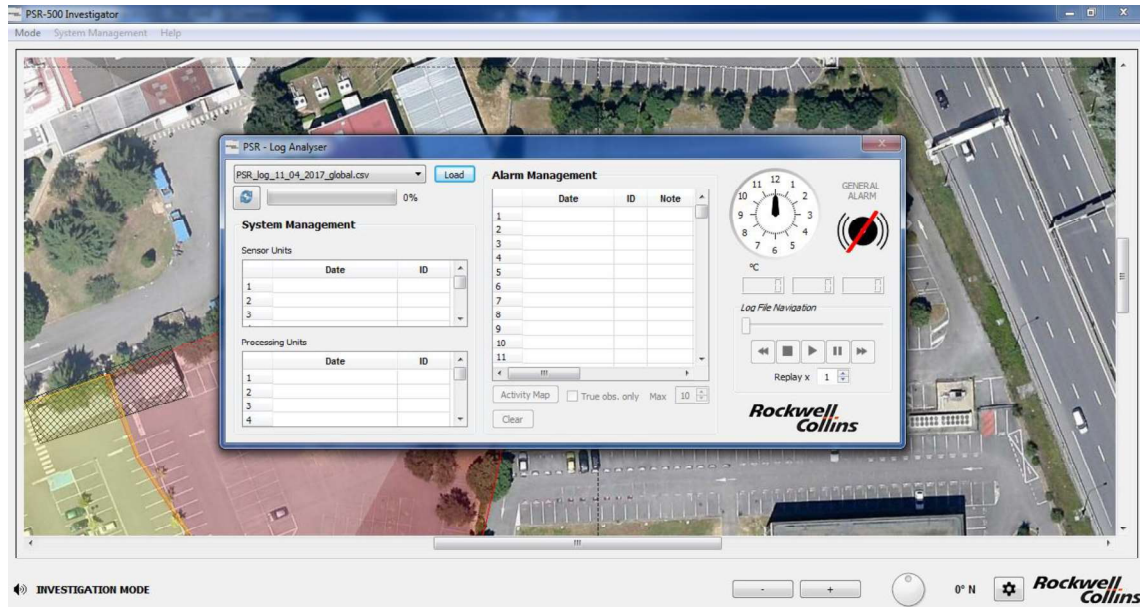 PSR-500 Investigator
Mode System Management Help
PSR - Log Analyser
PSR_log_11_04_2017_global.csv
Load
0%
System Management
Sensor Units
Date ID
1
2
3
Processing Units
Date ID
1
2
3
4
Alarm Management
Date ID Note
1
2
3
4
5
6
7
8
9
10
11
Activity Map
True obs. only
Max 10
Clear
12
11 1
10 2
9 3
8 4
7 5
6
GENERAL
ALARM
°C
Log File Navigation
Replay x 1
Rockwell
Collins
INVESTIGATION MODE
- +
0° N
Rockwell
Collins